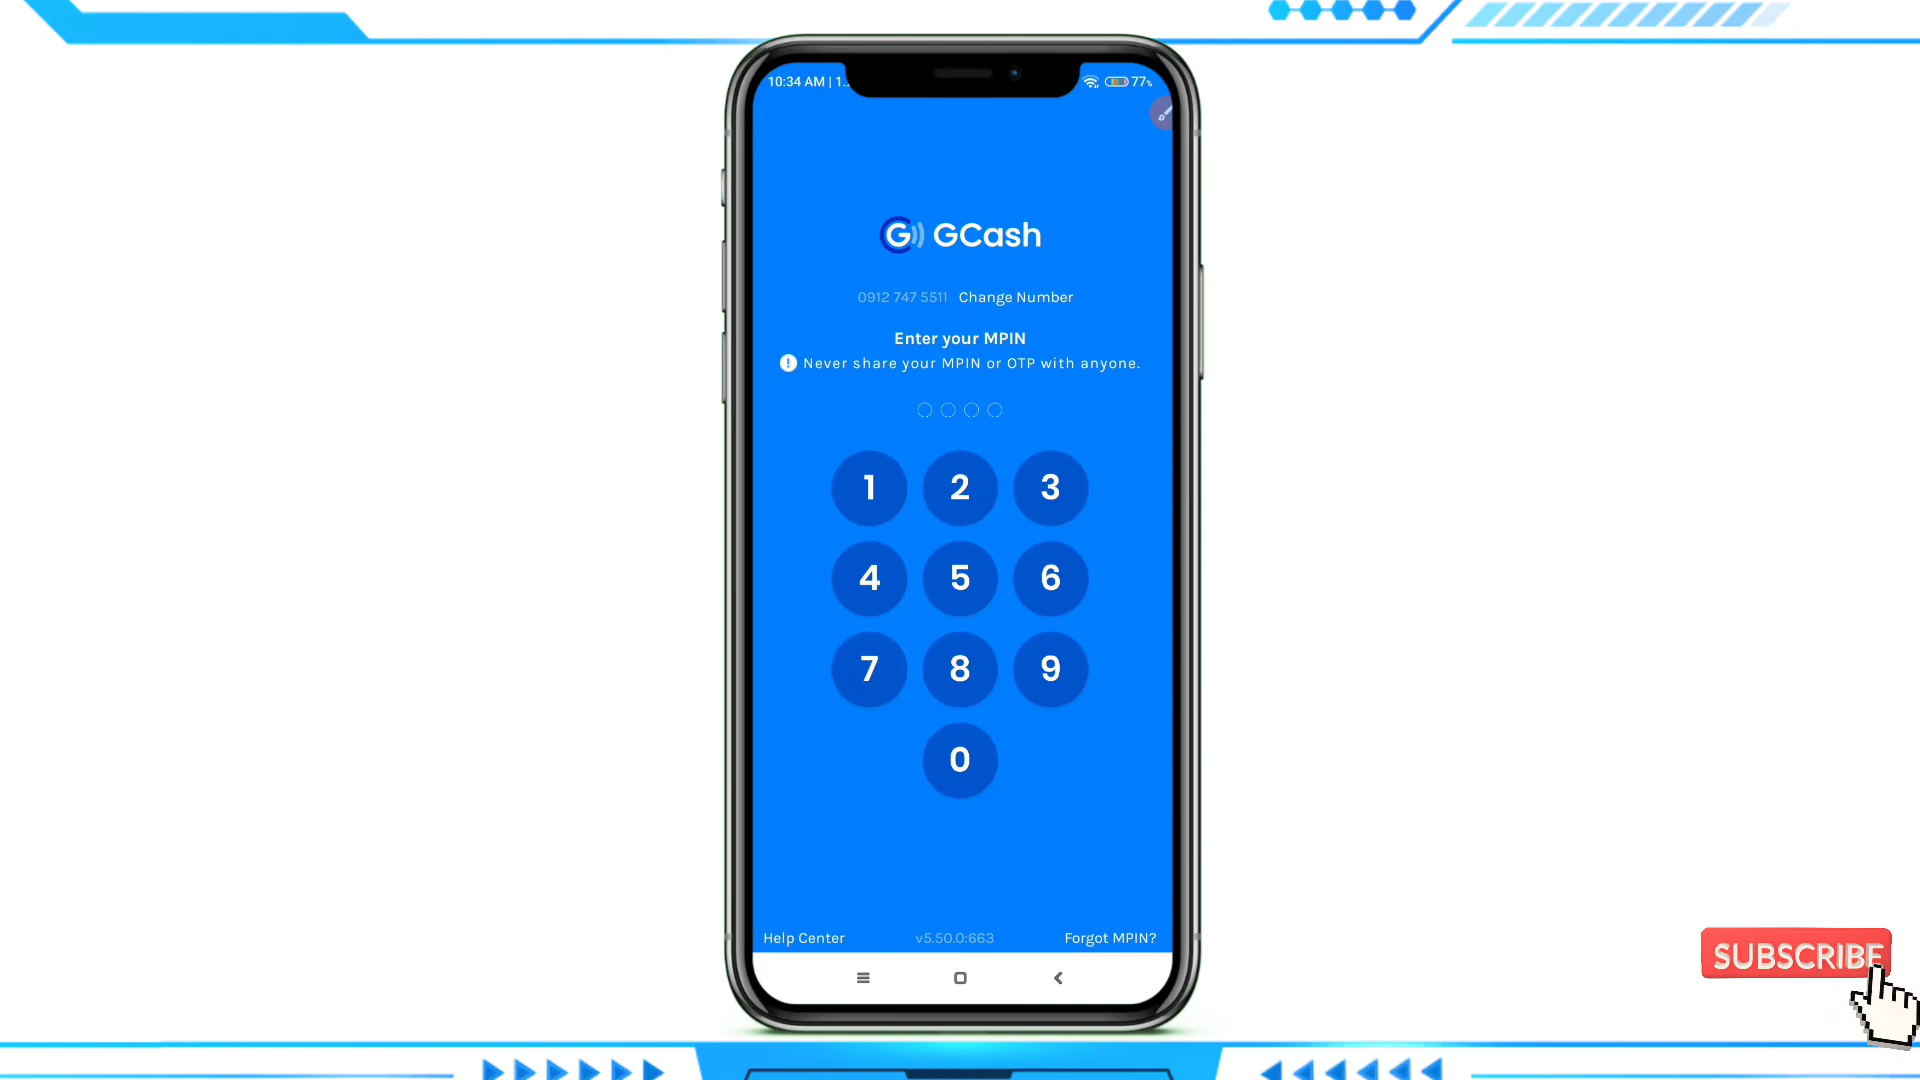 10:34 AM | 1..
77%
GCash
0912 747 5511 Change Number
Enter your MPIN
Never share your MPIN or OTP with anyone.
1 2 3
4 5 6
7 8 9
0
Help Center v5.50.0:663 Forgot MPIN?
SUBSCRIBE